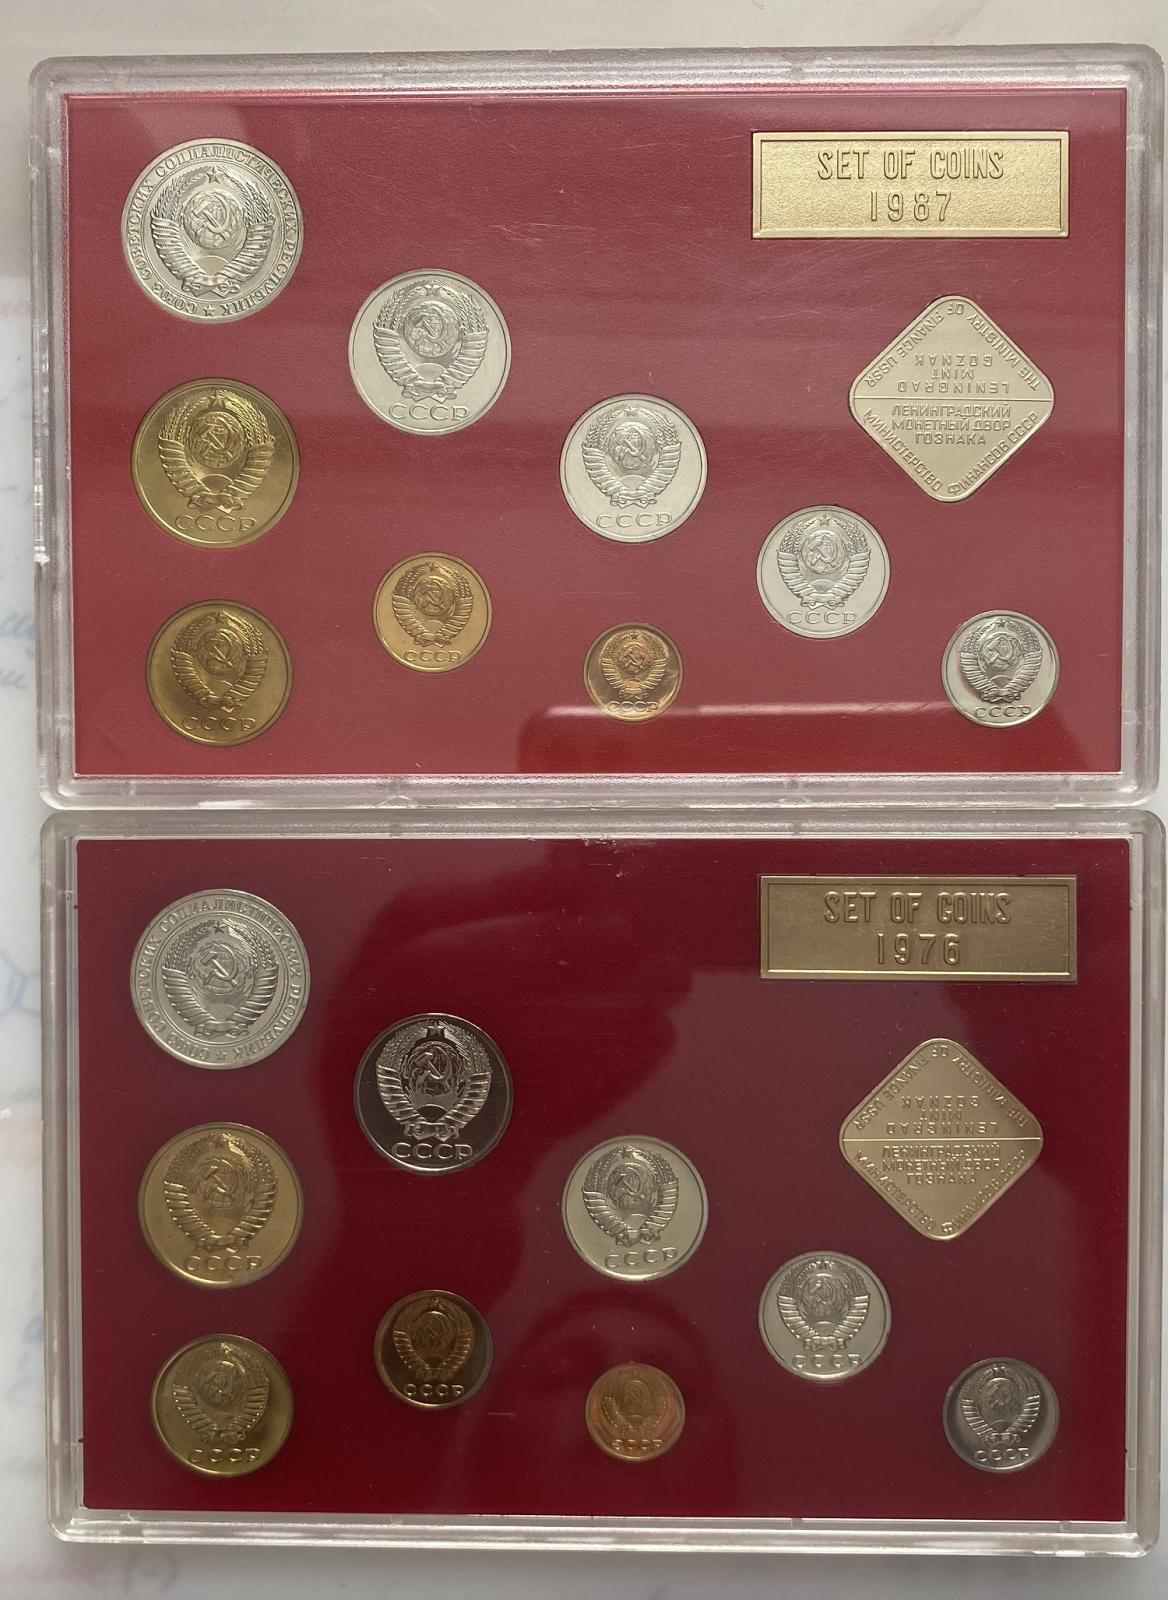 SET OF COINS
1987
СОЮЗ СОВЕТСКИХ СОЦИАЛИСТИЧЕСКИХ РЕСПУБЛИК
СССР
СССР
СССР
СССР
СССР
СССР
СССР
СССР
THE MINISTRY OF FINANCE USSR
LENINGRAD
MINT
GOZNAK
ЛЕНИНГРАДСКИЙ
МОНЕТНЫЙ ДВОР
ГОЗНАКА
МИНИСТЕРСТВО ФИНАНСОВ СССР
SET OF COINS
1976
СОЮЗ СОВЕТСКИХ СОЦИАЛИСТИЧЕСКИХ РЕСПУБЛИК
СССР
СССР
СССР
СССР
СССР
СССР
СССР
СССР
THE MINISTRY OF FINANCE USSR
LENINGRAD
MINT
GOZNAK
ЛЕНИНГРАДСКИЙ
МОНЕТНЫЙ ДВОР
ГОЗНАКА
МИНИСТЕРСТВО ФИНАНСОВ СССР